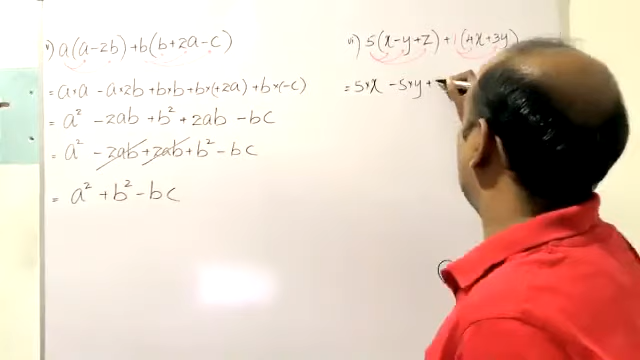 v) a(a-2b)+b(b+2a-c)
= a×a - a×2b + b×b + b×(+2a) + b×(-c)
= a² - 2ab + b² + 2ab - bc
= a² - 2ab + 2ab + b² - bc
= a² + b² - bc
vi) 5(x-y+z)+1(4x+3y)
= 5×x - 5×y +